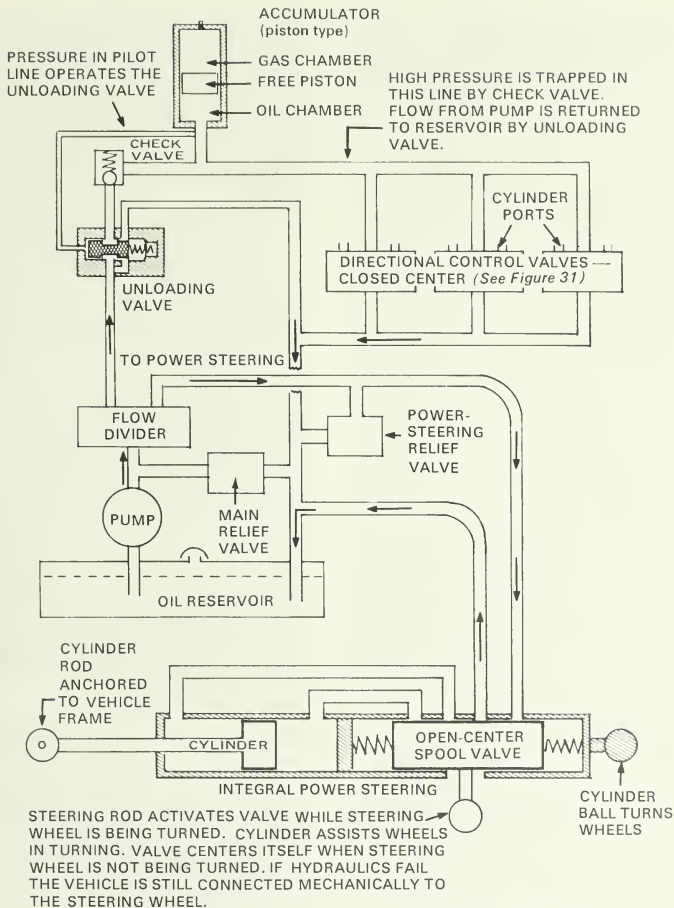 ACCUMULATOR
(piston type)
GAS CHAMBER
FREE PISTON
OIL CHAMBER
PRESSURE IN PILOT
LINE OPERATES THE
UNLOADING VALVE
HIGH PRESSURE IS TRAPPED IN
THIS LINE BY CHECK VALVE.
FLOW FROM PUMP IS RETURNED
TO RESERVOIR BY UNLOADING
VALVE.
CHECK
VALVE
CYLINDER
PORTS
DIRECTIONAL CONTROL VALVES —
CLOSED CENTER (See Figure 31)
UNLOADING
VALVE
TO POWER STEERING
FLOW
DIVIDER
POWER-
STEERING
RELIEF
VALVE
PUMP
MAIN
RELIEF
VALVE
OIL RESERVOIR
CYLINDER
ROD
ANCHORED
TO VEHICLE
FRAME
CYLINDER
OPEN-CENTER
SPOOL VALVE
INTEGRAL POWER STEERING
CYLINDER
BALL TURNS
WHEELS
STEERING ROD ACTIVATES VALVE WHILE STEERING
WHEEL IS BEING TURNED. CYLINDER ASSISTS WHEELS
IN TURNING. VALVE CENTERS ITSELF WHEN STEERING
WHEEL IS NOT BEING TURNED. IF HYDRAULICS FAIL
THE VEHICLE IS STILL CONNECTED MECHANICALLY TO
THE STEERING WHEEL.